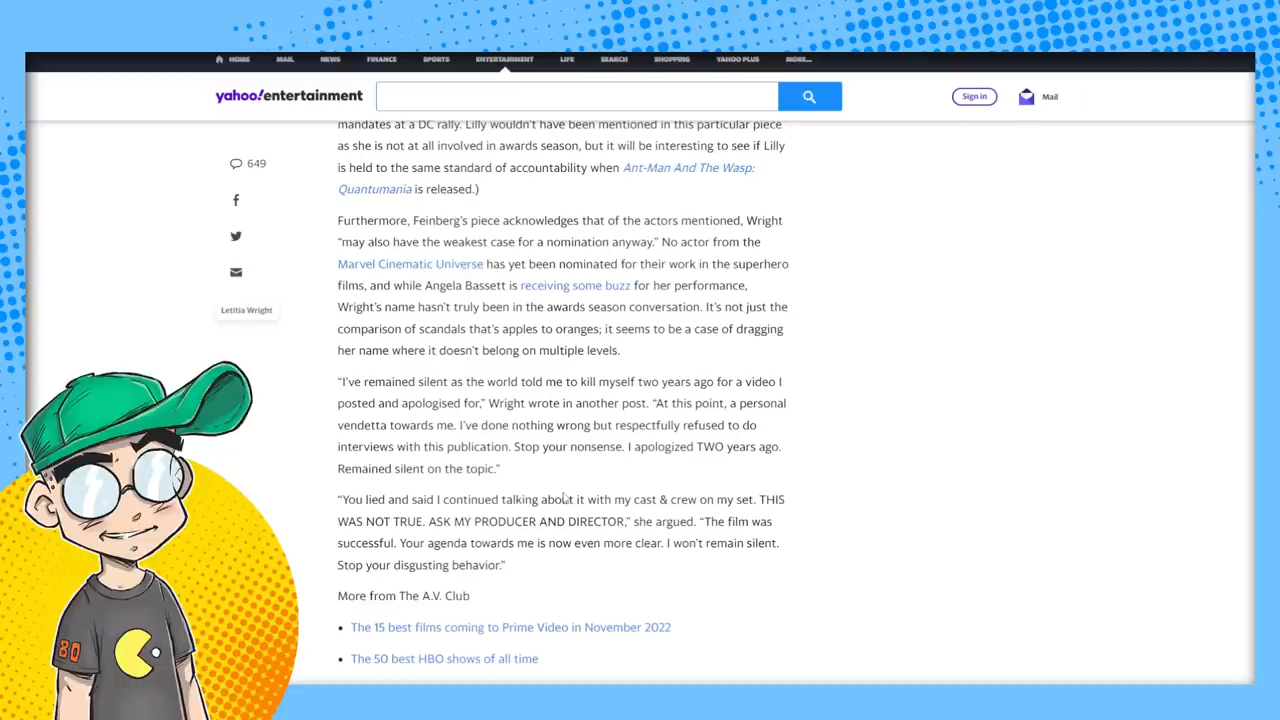 HOME MAIL NEWS FINANCE SPORTS ENTERTAINMENT LIFE SEARCH SHOPPING YAHOO PLUS MORE...
yahoo!entertainment
Sign in
Mail
mandates at a DC rally. Lilly wouldn't have been mentioned in this particular piece
as she is not at all involved in awards season, but it will be interesting to see if Lilly
is held to the same standard of accountability when Ant-Man And The Wasp:
Quantumania is released.)
649
Furthermore, Feinberg's piece acknowledges that of the actors mentioned, Wright
“may also have the weakest case for a nomination anyway.” No actor from the
Marvel Cinematic Universe has yet been nominated for their work in the superhero
films, and while Angela Bassett is receiving some buzz for her performance,
Wright's name hasn't truly been in the awards season conversation. It's not just the
comparison of scandals that's apples to oranges; it seems to be a case of dragging
her name where it doesn't belong on multiple levels.
Letitia Wright
“I've remained silent as the world told me to kill myself two years ago for a video I
posted and apologised for,” Wright wrote in another post. “At this point, a personal
vendetta towards me. I've done nothing wrong but respectfully refused to do
interviews with this publication. Stop your nonsense. I apologized TWO years ago.
Remained silent on the topic.”
“You lied and said I continued talking about it with my cast & crew on my set. THIS
WAS NOT TRUE. ASK MY PRODUCER AND DIRECTOR,” she argued. “The film was
successful. Your agenda towards me is now even more clear. I won't remain silent.
Stop your disgusting behavior.”
More from The A.V. Club
• The 15 best films coming to Prime Video in November 2022
• The 50 best HBO shows of all time
80